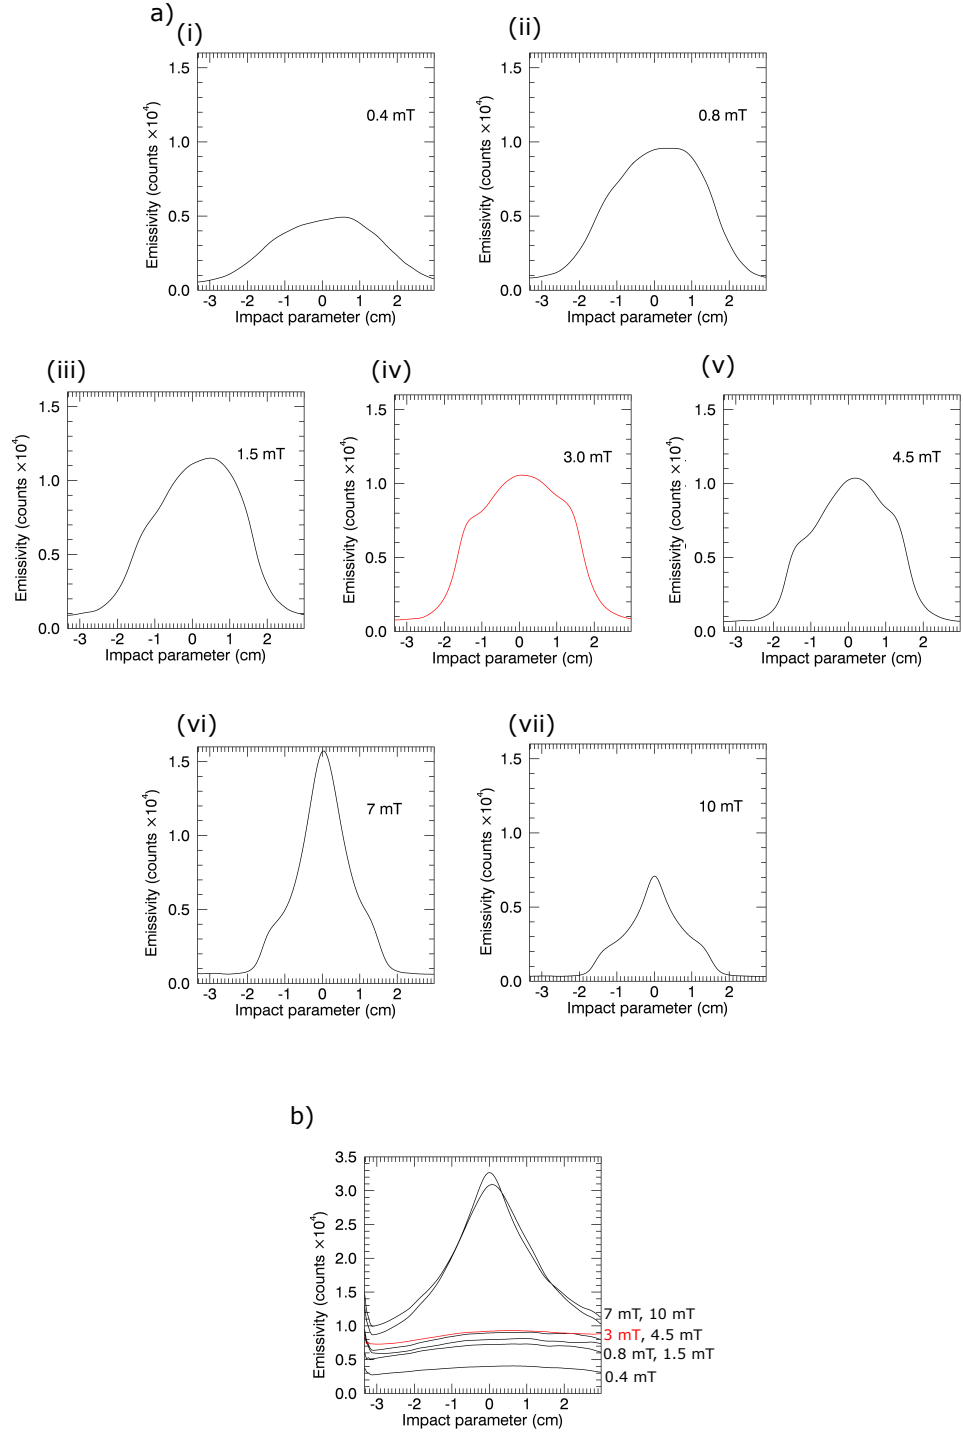 a)
(i)
(ii)
Emissivity (counts ×10⁴)
1.5
1.0
0.5
0.0
0.4 mT
-3 -2 -1 0 1 2
Impact parameter (cm)
Emissivity (counts ×10⁴)
1.5
1.0
0.5
0.0
0.8 mT
-3 -2 -1 0 1 2
Impact parameter (cm)
(iii)
(iv)
(v)
Emissivity (counts ×10⁴)
1.5
1.0
0.5
0.0
1.5 mT
-3 -2 -1 0 1 2
Impact parameter (cm)
Emissivity (counts ×10⁴)
1.5
1.0
0.5
0.0
3.0 mT
-3 -2 -1 0 1 2
Impact parameter (cm)
Emissivity (counts ×10⁴)
1.5
1.0
0.5
0.0
4.5 mT
-3 -2 -1 0 1 2
Impact parameter (cm)
(vi)
(vii)
Emissivity (counts ×10⁴)
1.5
1.0
0.5
0.0
7 mT
-3 -2 -1 0 1 2
Impact parameter (cm)
Emissivity (counts ×10⁴)
1.5
1.0
0.5
0.0
10 mT
-3 -2 -1 0 1 2
Impact parameter (cm)
b)
Emissivity (counts ×10⁴)
3.5
3.0
2.5
2.0
1.5
1.0
0.5
0.0
7 mT, 10 mT
3 mT, 4.5 mT
0.8 mT, 1.5 mT
0.4 mT
-3 -2 -1 0 1 2
Impact parameter (cm)